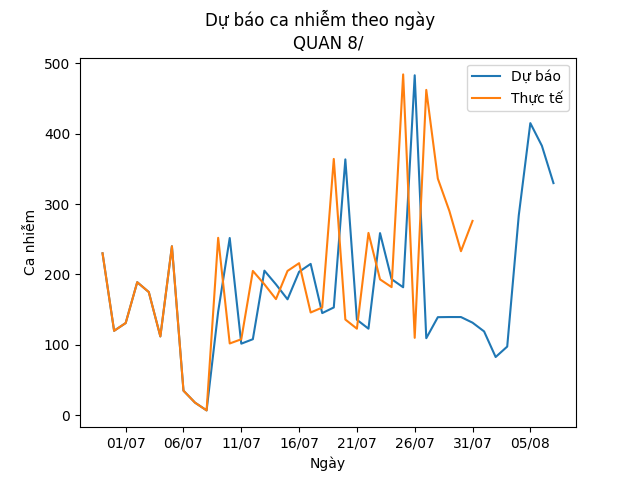 Dự báo ca nhiễm theo ngày
QUAN 8/
Dự báo
Thực tế
Ca nhiễm
500
400
300
200
100
0
01/07 06/07 11/07 16/07 21/07 26/07 31/07 05/08
Ngày